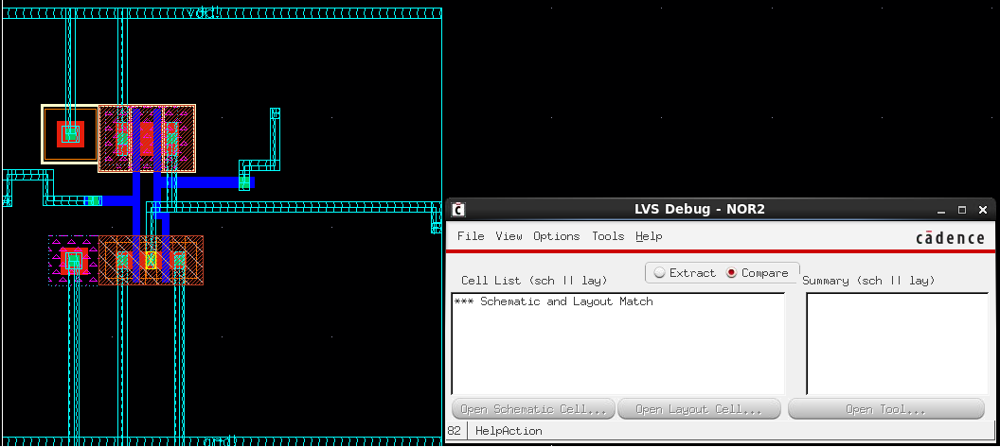 vdd!
LVS Debug - NOR2
File View Options Tools Help
cādence
Extract Compare
Cell List (sch || lay)
Summary (sch || lay)
*** Schematic and Layout Match
Open Schematic Cell...
Open Layout Cell...
Open Tool...
82 HelpAction
gnd!